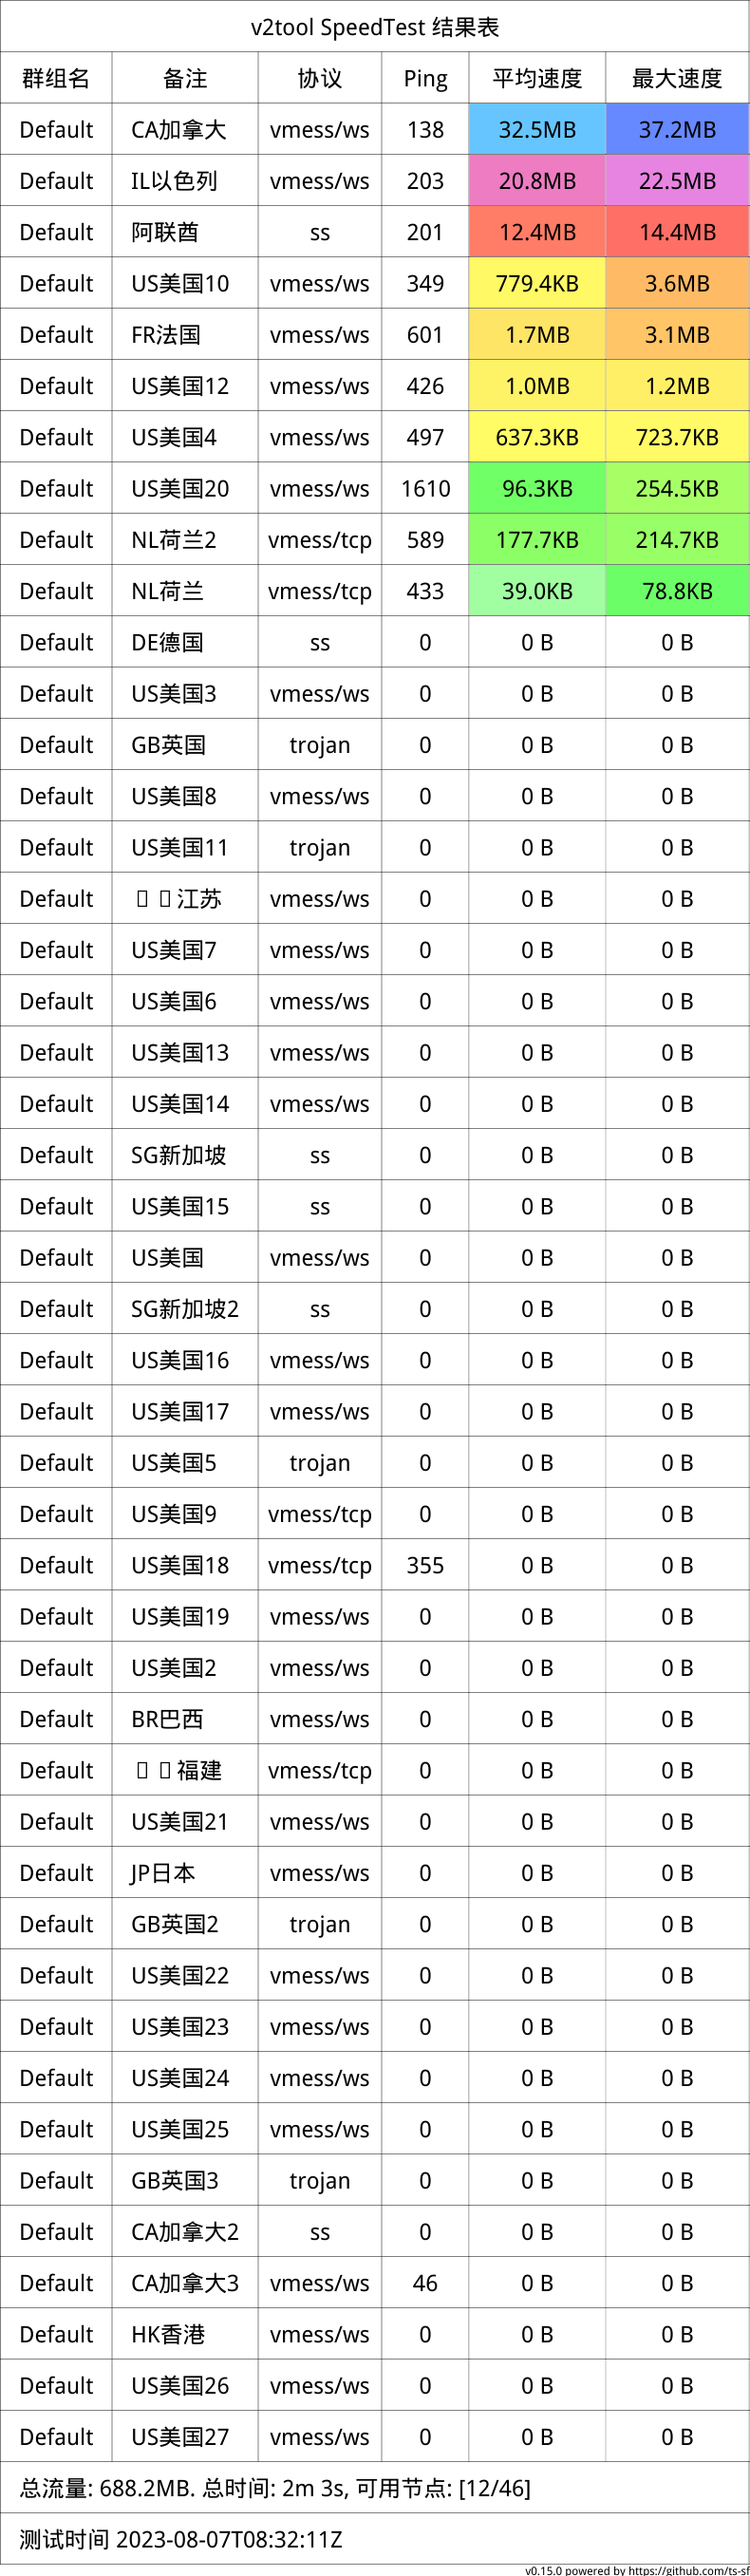 v2tool SpeedTest 结果表
群组名 备注 协议 Ping 平均速度 最大速度
Default CA加拿大 vmess/ws 138 32.5MB 37.2MB
Default IL以色列 vmess/ws 203 20.8MB 22.5MB
Default 阿联酋 ss 201 12.4MB 14.4MB
Default US美国10 vmess/ws 349 779.4KB 3.6MB
Default FR法国 vmess/ws 601 1.7MB 3.1MB
Default US美国12 vmess/ws 426 1.0MB 1.2MB
Default US美国4 vmess/ws 497 637.3KB 723.7KB
Default US美国20 vmess/ws 1610 96.3KB 254.5KB
Default NL荷兰2 vmess/tcp 589 177.7KB 214.7KB
Default NL荷兰 vmess/tcp 433 39.0KB 78.8KB
Default DE德国 ss 0 0 B 0 B
Default US美国3 vmess/ws 0 0 B 0 B
Default GB英国 trojan 0 0 B 0 B
Default US美国8 vmess/ws 0 0 B 0 B
Default US美国11 trojan 0 0 B 0 B
Default 江苏 vmess/ws 0 0 B 0 B
Default US美国7 vmess/ws 0 0 B 0 B
Default US美国6 vmess/ws 0 0 B 0 B
Default US美国13 vmess/ws 0 0 B 0 B
Default US美国14 vmess/ws 0 0 B 0 B
Default SG新加坡 ss 0 0 B 0 B
Default US美国15 ss 0 0 B 0 B
Default US美国 vmess/ws 0 0 B 0 B
Default SG新加坡2 ss 0 0 B 0 B
Default US美国16 vmess/ws 0 0 B 0 B
Default US美国17 vmess/ws 0 0 B 0 B
Default US美国5 trojan 0 0 B 0 B
Default US美国9 vmess/tcp 0 0 B 0 B
Default US美国18 vmess/tcp 355 0 B 0 B
Default US美国19 vmess/ws 0 0 B 0 B
Default US美国2 vmess/ws 0 0 B 0 B
Default BR巴西 vmess/ws 0 0 B 0 B
Default 福建 vmess/tcp 0 0 B 0 B
Default US美国21 vmess/ws 0 0 B 0 B
Default JP日本 vmess/ws 0 0 B 0 B
Default GB英国2 trojan 0 0 B 0 B
Default US美国22 vmess/ws 0 0 B 0 B
Default US美国23 vmess/ws 0 0 B 0 B
Default US美国24 vmess/ws 0 0 B 0 B
Default US美国25 vmess/ws 0 0 B 0 B
Default GB英国3 trojan 0 0 B 0 B
Default CA加拿大2 ss 0 0 B 0 B
Default CA加拿大3 vmess/ws 46 0 B 0 B
Default HK香港 vmess/ws 0 0 B 0 B
Default US美国26 vmess/ws 0 0 B 0 B
Default US美国27 vmess/ws 0 0 B 0 B
总流量: 688.2MB. 总时间: 2m 3s, 可用节点: [12/46]
测试时间 2023-08-07T08:32:11Z
v0.15.0 powered by https://github.com/ts-sf